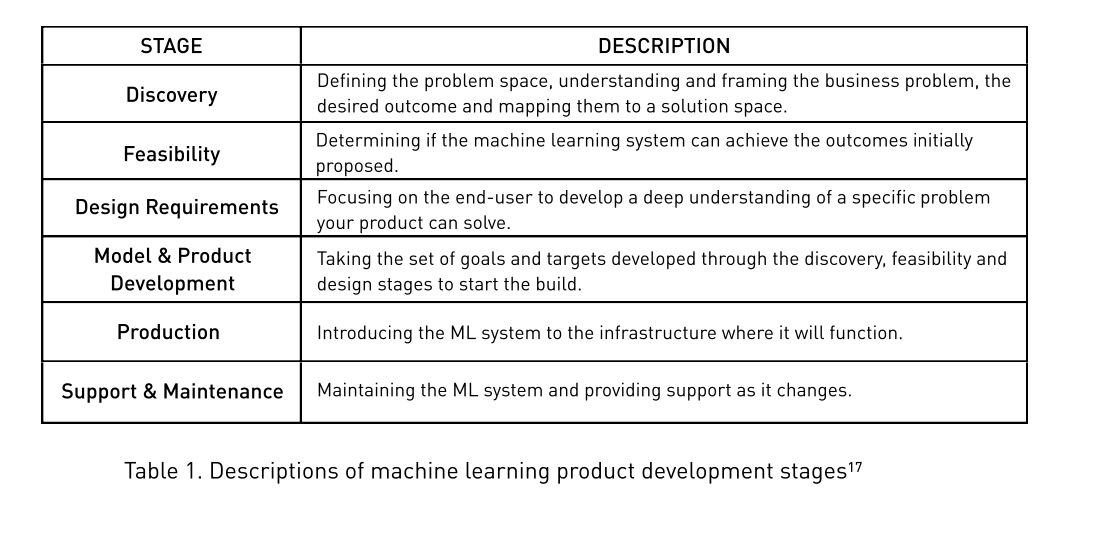 STAGE
DESCRIPTION
Discovery
Defining the problem space, understanding and framing the business problem, the
desired outcome and mapping them to a solution space.
Feasibility
Determining if the machine learning system can achieve the outcomes initially
proposed.
Design Requirements
Focusing on the end-user to develop a deep understanding of a specific problem
your product can solve.
Model & Product
Development
Taking the set of goals and targets developed through the discovery, feasibility and
design stages to start the build.
Production
Introducing the ML system to the infrastructure where it will function.
Support & Maintenance
Maintaining the ML system and providing support as it changes.
Table 1. Descriptions of machine learning product development stages¹⁷